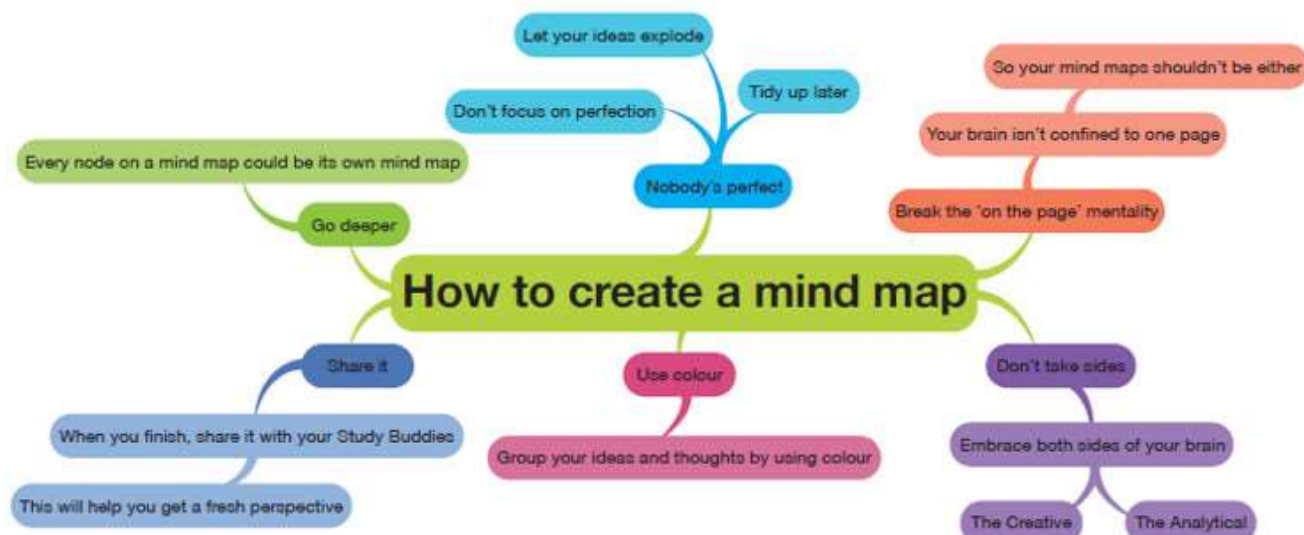 Let your ideas explode
Tidy up later
Don't focus on perfection
Nobody's perfect
So your mind maps shouldn't be either
Your brain isn't confined to one page
Break the 'on the page' mentality
Every node on a mind map could be its own mind map
Go deeper
How to create a mind map
Share it
When you finish, share it with your Study Buddies
This will help you get a fresh perspective
Use colour
Group your ideas and thoughts by using colour
Don't take sides
Embrace both sides of your brain
The Creative
The Analytical